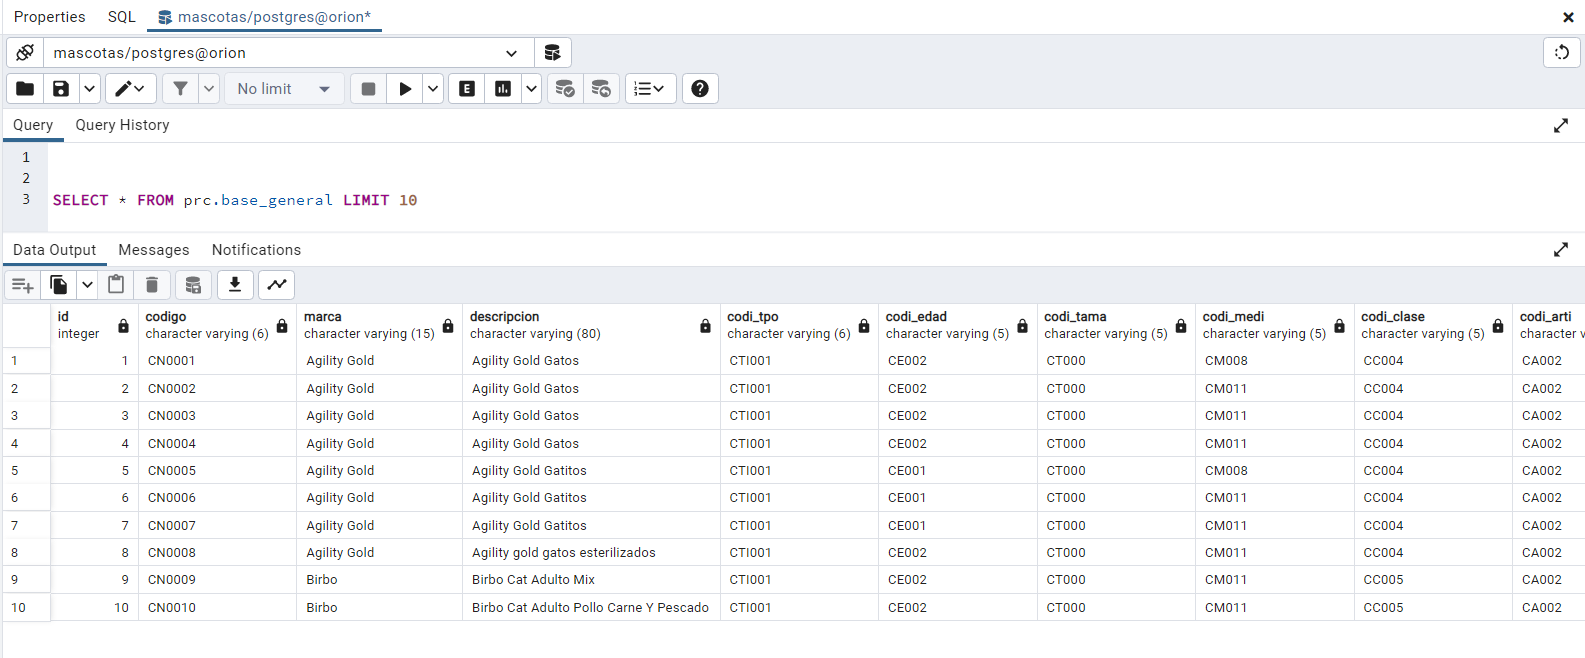 Properties SQL mascotas/postgres@orion*
mascotas/postgres@orion
No limit E
Query Query History
1
2
3 SELECT * FROM prc.base_general LIMIT 10
Data Output Messages Notifications
id codigo marca descripcion codi_tpo codi_edad codi_tama codi_medi codi_clase codi_arti
integer character varying (6) character varying (15) character varying (80) character varying (6) character varying (5) character varying (5) character varying (5) character varying (5) character v
1 1 CN0001 Agility Gold Agility Gold Gatos CTI001 CE002 CT000 CM008 CC004 CA002
2 2 CN0002 Agility Gold Agility Gold Gatos CTI001 CE002 CT000 CM011 CC004 CA002
3 3 CN0003 Agility Gold Agility Gold Gatos CTI001 CE002 CT000 CM011 CC004 CA002
4 4 CN0004 Agility Gold Agility Gold Gatos CTI001 CE002 CT000 CM011 CC004 CA002
5 5 CN0005 Agility Gold Agility Gold Gatitos CTI001 CE001 CT000 CM008 CC004 CA002
6 6 CN0006 Agility Gold Agility Gold Gatitos CTI001 CE001 CT000 CM011 CC004 CA002
7 7 CN0007 Agility Gold Agility Gold Gatitos CTI001 CE001 CT000 CM011 CC004 CA002
8 8 CN0008 Agility Gold Agility gold gatos esterilizados CTI001 CE002 CT000 CM011 CC004 CA002
9 9 CN0009 Birbo Birbo Cat Adulto Mix CTI001 CE002 CT000 CM011 CC005 CA002
10 10 CN0010 Birbo Birbo Cat Adulto Pollo Carne Y Pescado CTI001 CE002 CT000 CM011 CC005 CA002